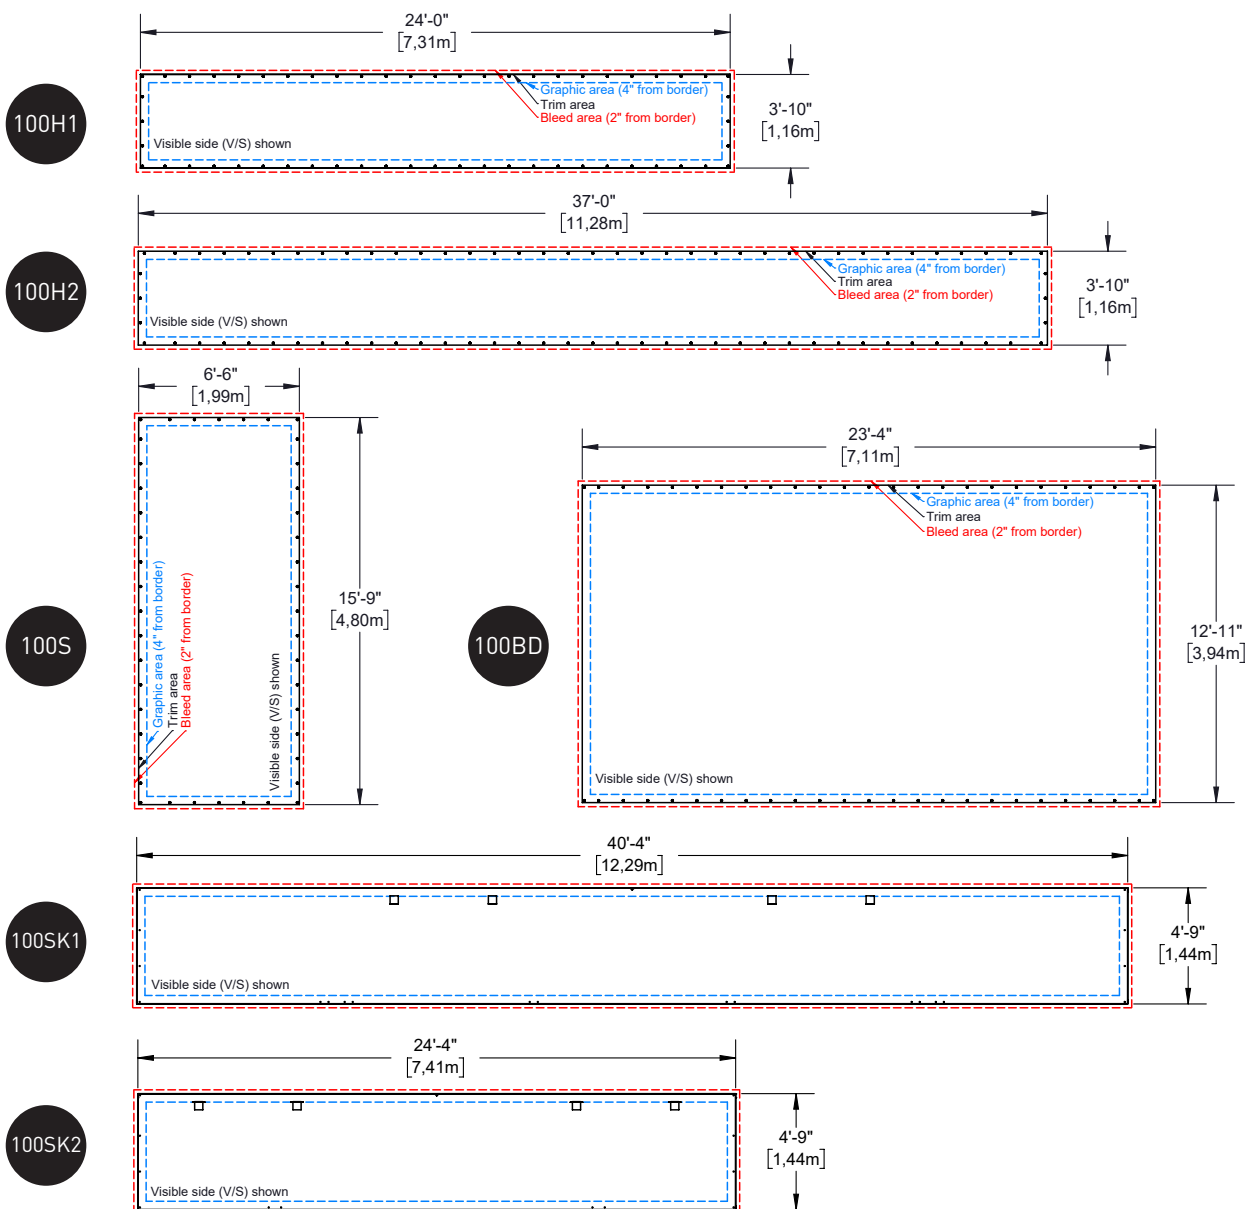 24'-0"
[7,31m]
100H1
Graphic area (4" from border)
Trim area
Bleed area (2" from border)
Visible side (V/S) shown
3'-10"
[1,16m]
37'-0"
[11,28m]
100H2
Graphic area (4" from border)
Trim area
Bleed area (2" from border)
Visible side (V/S) shown
3'-10"
[1,16m]
6'-6"
[1,99m]
100S
Graphic area (4" from border)
Trim area
Bleed area (2" from border)
Visible side (V/S) shown
15'-9"
[4,80m]
23'-4"
[7,11m]
100BD
Graphic area (4" from border)
Trim area
Bleed area (2" from border)
Visible side (V/S) shown
12'-11"
[3,94m]
40'-4"
[12,29m]
100SK1
Visible side (V/S) shown
4'-9"
[1,44m]
24'-4"
[7,41m]
100SK2
Visible side (V/S) shown
4'-9"
[1,44m]